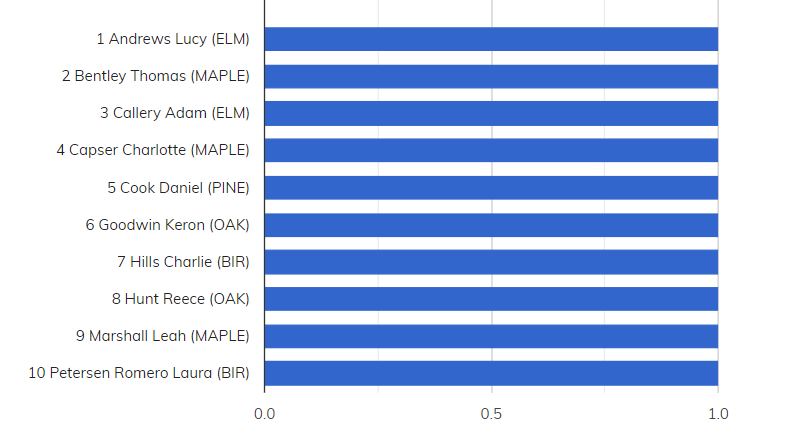 1 Andrews Lucy (ELM)
2 Bentley Thomas (MAPLE)
3 Callery Adam (ELM)
4 Capser Charlotte (MAPLE)
5 Cook Daniel (PINE)
6 Goodwin Keron (OAK)
7 Hills Charlie (BIR)
8 Hunt Reece (OAK)
9 Marshall Leah (MAPLE)
10 Petersen Romero Laura (BIR)
0.0 0.5 1.0